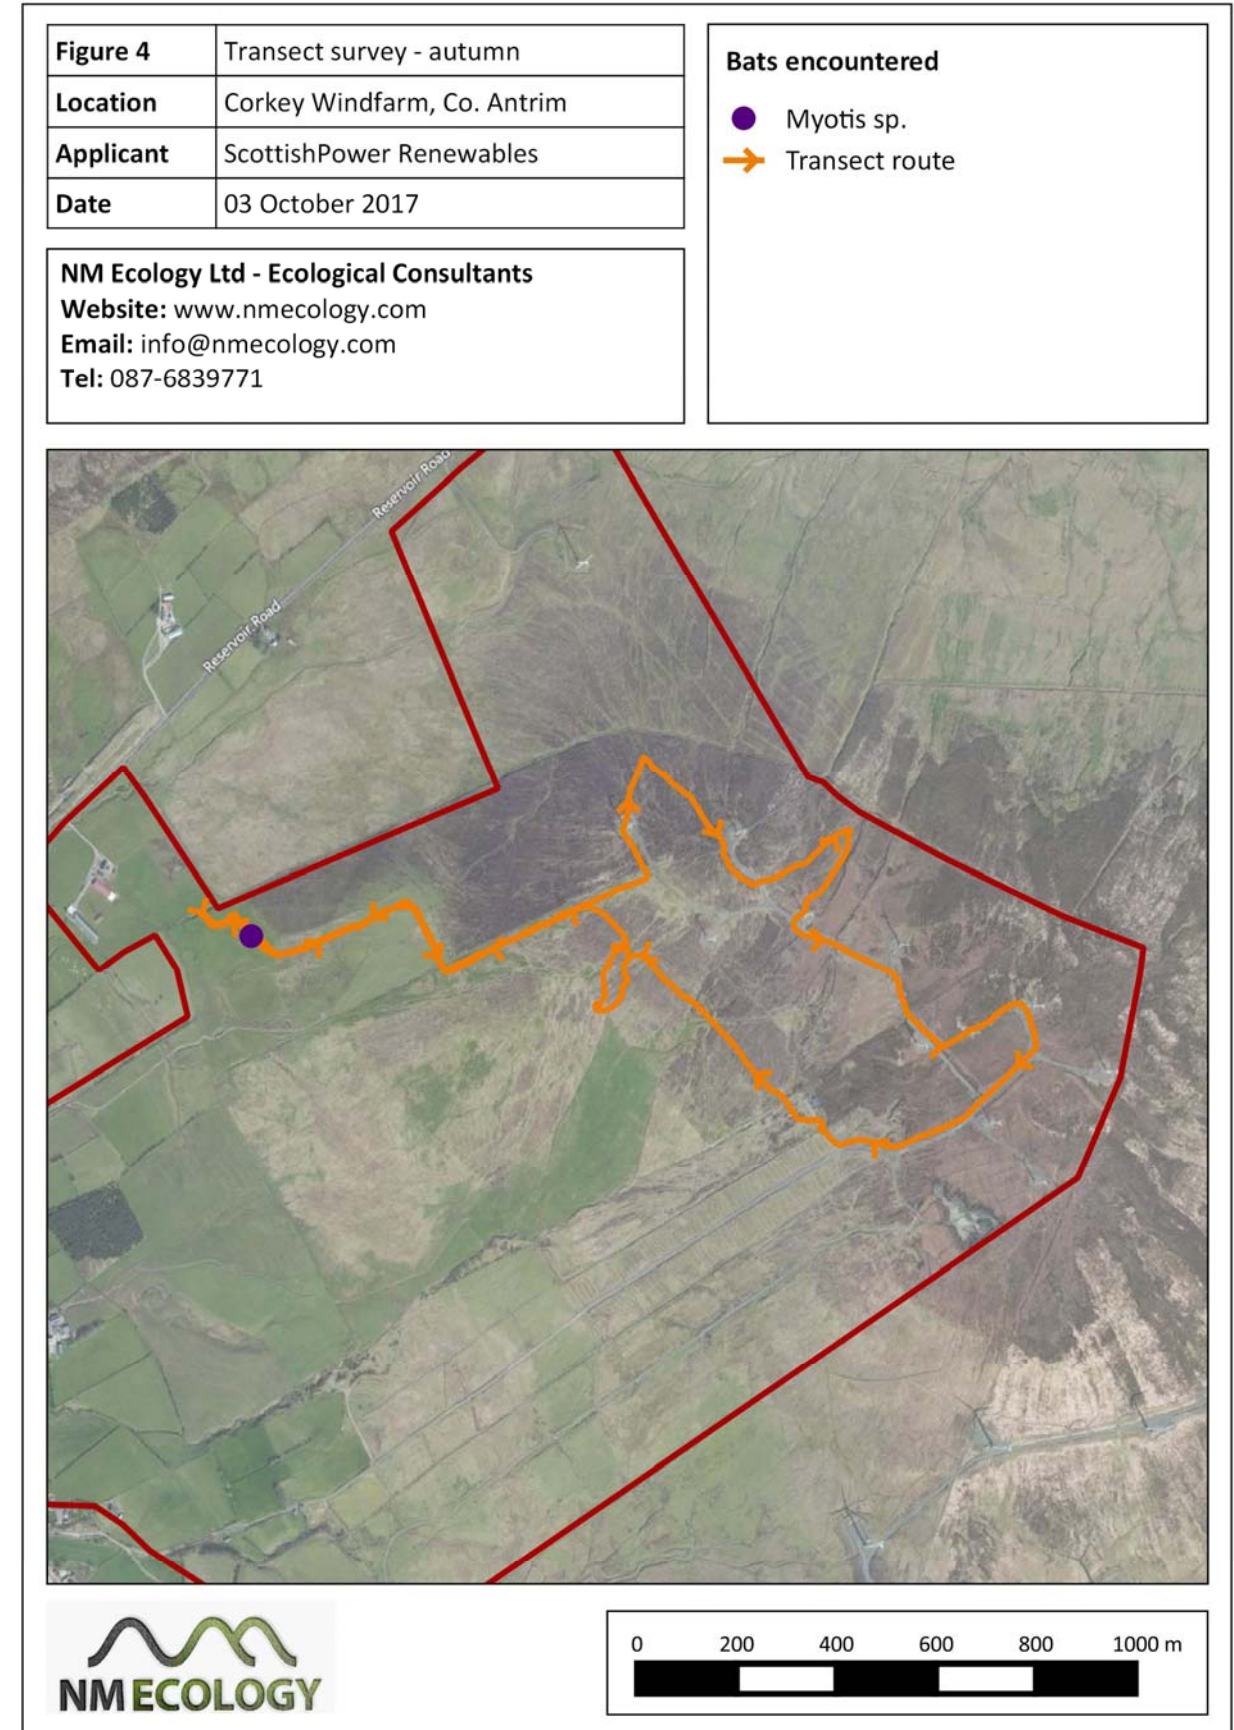 Figure 4 Transect survey - autumn
Location Corkey Windfarm, Co. Antrim
Applicant ScottishPower Renewables
Date 03 October 2017
NM Ecology Ltd - Ecological Consultants
Website: www.nmecology.com
Email: info@nmecology.com
Tel: 087-6839771
Bats encountered
Myotis sp.
Transect route
Reservoir Road
Reservoir Road
NM ECOLOGY
0 200 400 600 800 1000 m